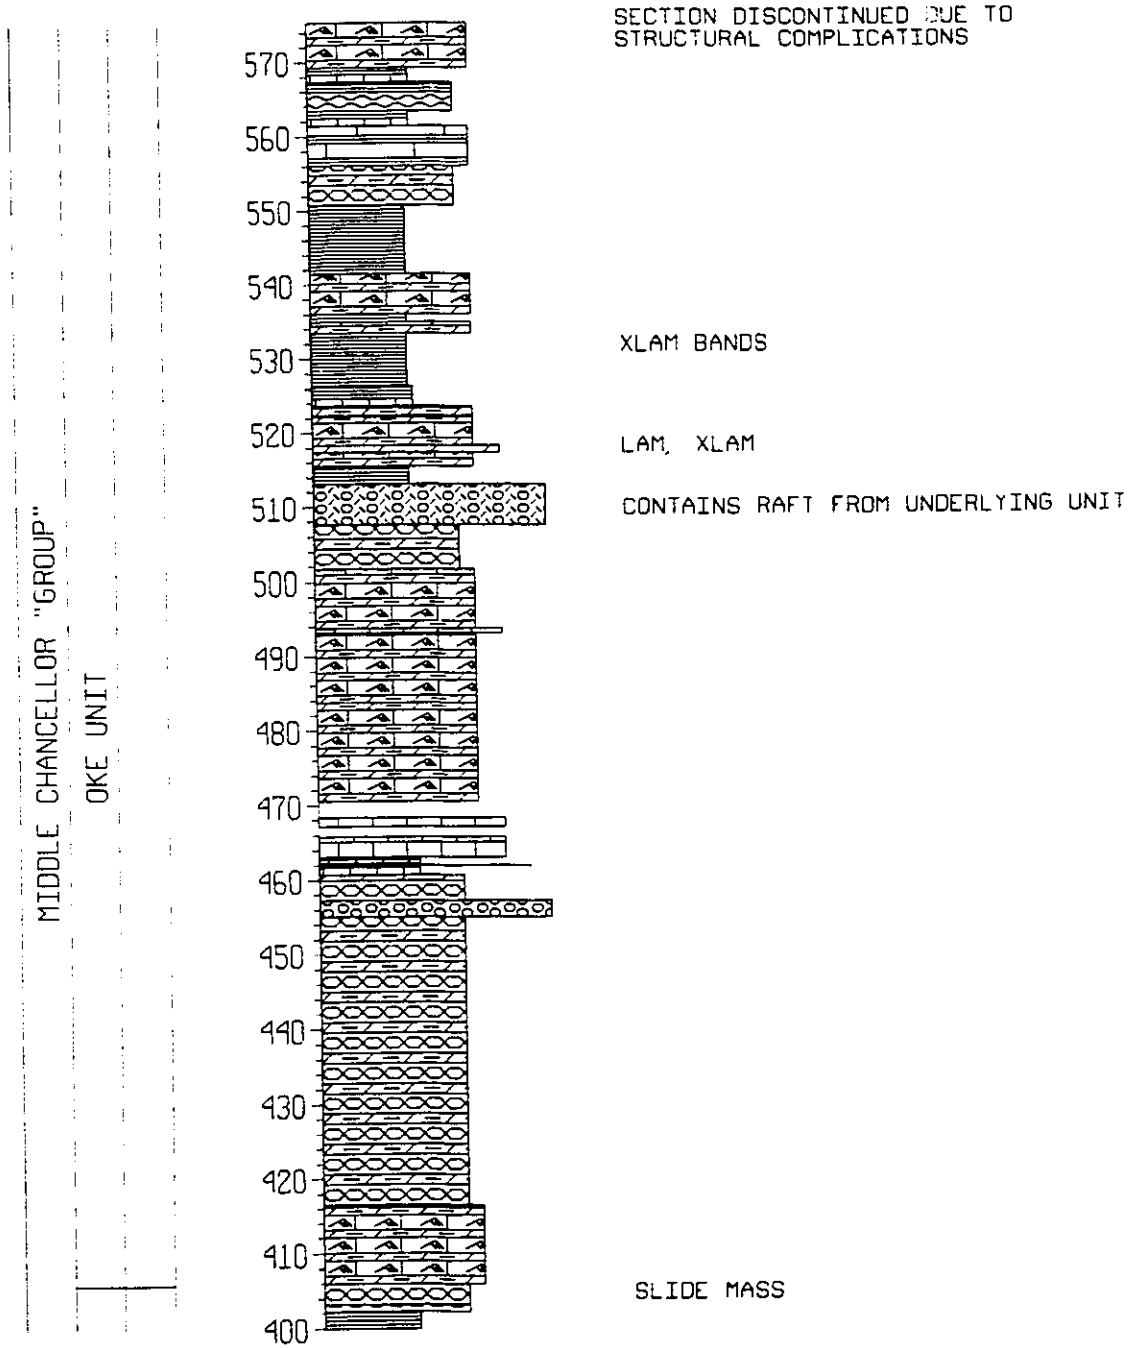 SECTION DISCONTINUED DUE TO
STRUCTURAL COMPLICATIONS
570
560
550
540
530
XLAM BANDS
520
LAM, XLAM
510
CONTAINS RAFT FROM UNDERLYING UNIT
500
490
480
470
460
450
440
430
420
410
400
SLIDE MASS
MIDDLE CHANCELLOR "GROUP"
OKE UNIT